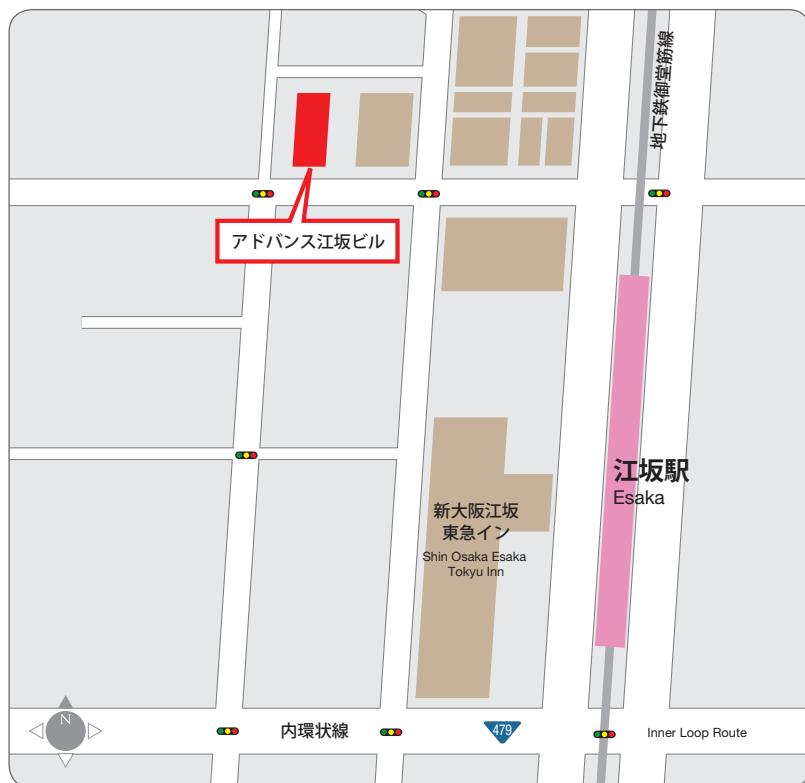 地下鉄御堂筋線
アドバンス江坂ビル
江坂駅
Esaka
新大阪江坂
東急イン
Shin Osaka Esaka
Tokyu Inn
N
内環状線
479
Inner Loop Route